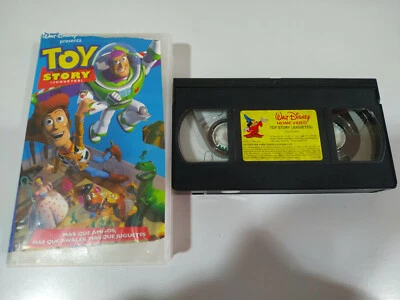 Walt Disney
presenta
TOY
STORY
(JUGUETES)
MÁS QUE AMIGOS,
MÁS QUE RIVALES, MÁS QUE JUGUETES
Walt Disney
HOME VIDEO
TOY STORY (JUGUETES)